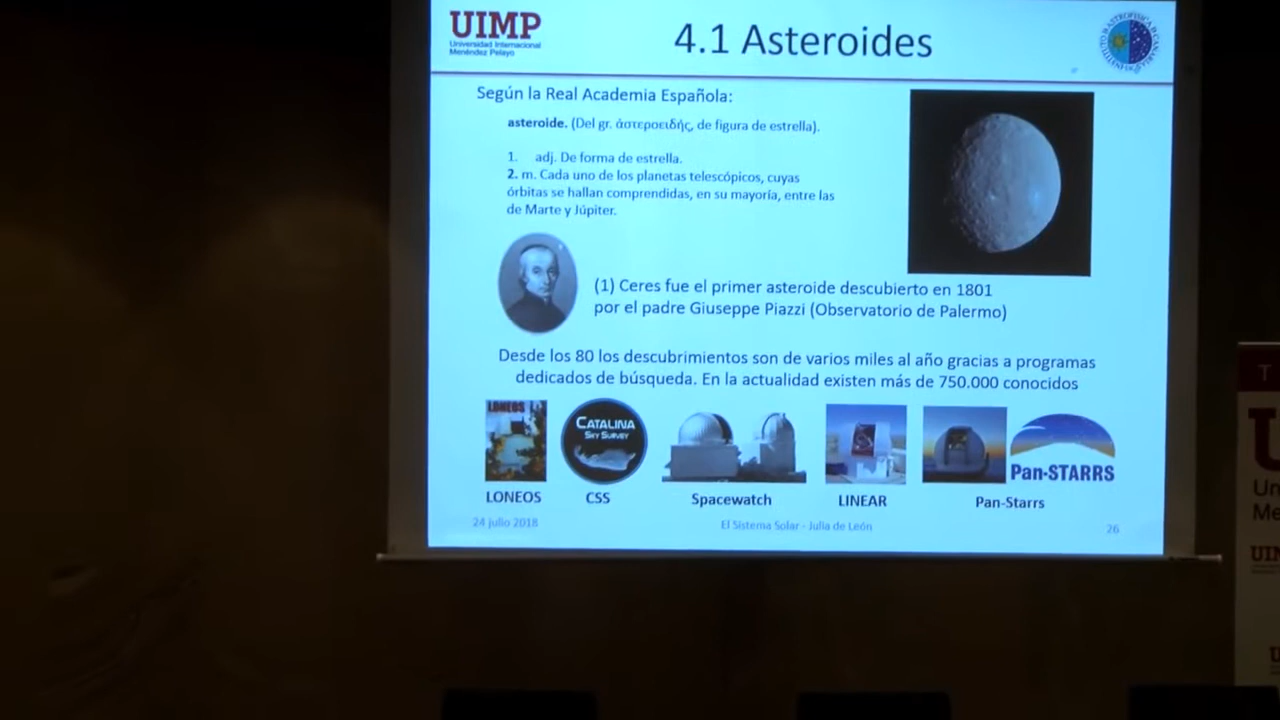 UIMP
Universidad Internacional
Menéndez Pelayo
4.1 Asteroides
Según la Real Academia Española:
asteroide. (Del gr. ἀστεροειδής, de figura de estrella).
1. adj. De forma de estrella.
2. m. Cada uno de los planetas telescópicos, cuyas
órbitas se hallan comprendidas, en su mayoría, entre las
de Marte y Júpiter.
(1) Ceres fue el primer asteroide descubierto en 1801
por el padre Giuseppe Piazzi (Observatorio de Palermo)
Desde los 80 los descubrimientos son de varios miles al año gracias a programas
dedicados de búsqueda. En la actualidad existen más de 750.000 conocidos
LONEOS
CATALINA
SKY SURVEY
Pan-STARRS
LONEOS
CSS
Spacewatch
LINEAR
Pan-Starrs
24 julio 2018
El Sistema Solar - Julia de León
26
T
U
Un
Me
UIM